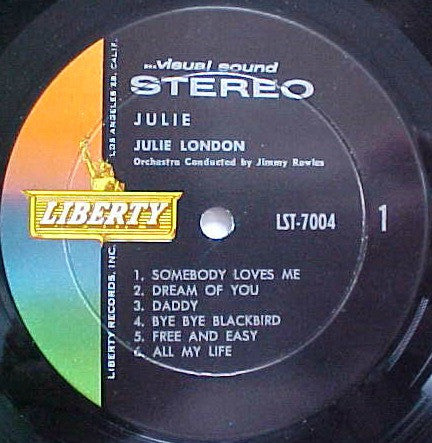 ...visual sound
STEREO
JULIE
JULIE LONDON
Orchestra Conducted by Jimmy Rowles
LIBERTY
LST-7004
1
1. SOMEBODY LOVES ME
2. DREAM OF YOU
3. DADDY
4. BYE BYE BLACKBIRD
5. FREE AND EASY
6. ALL MY LIFE
LIBERTY RECORDS, INC.
LOS ANGELES 28, CALIF.